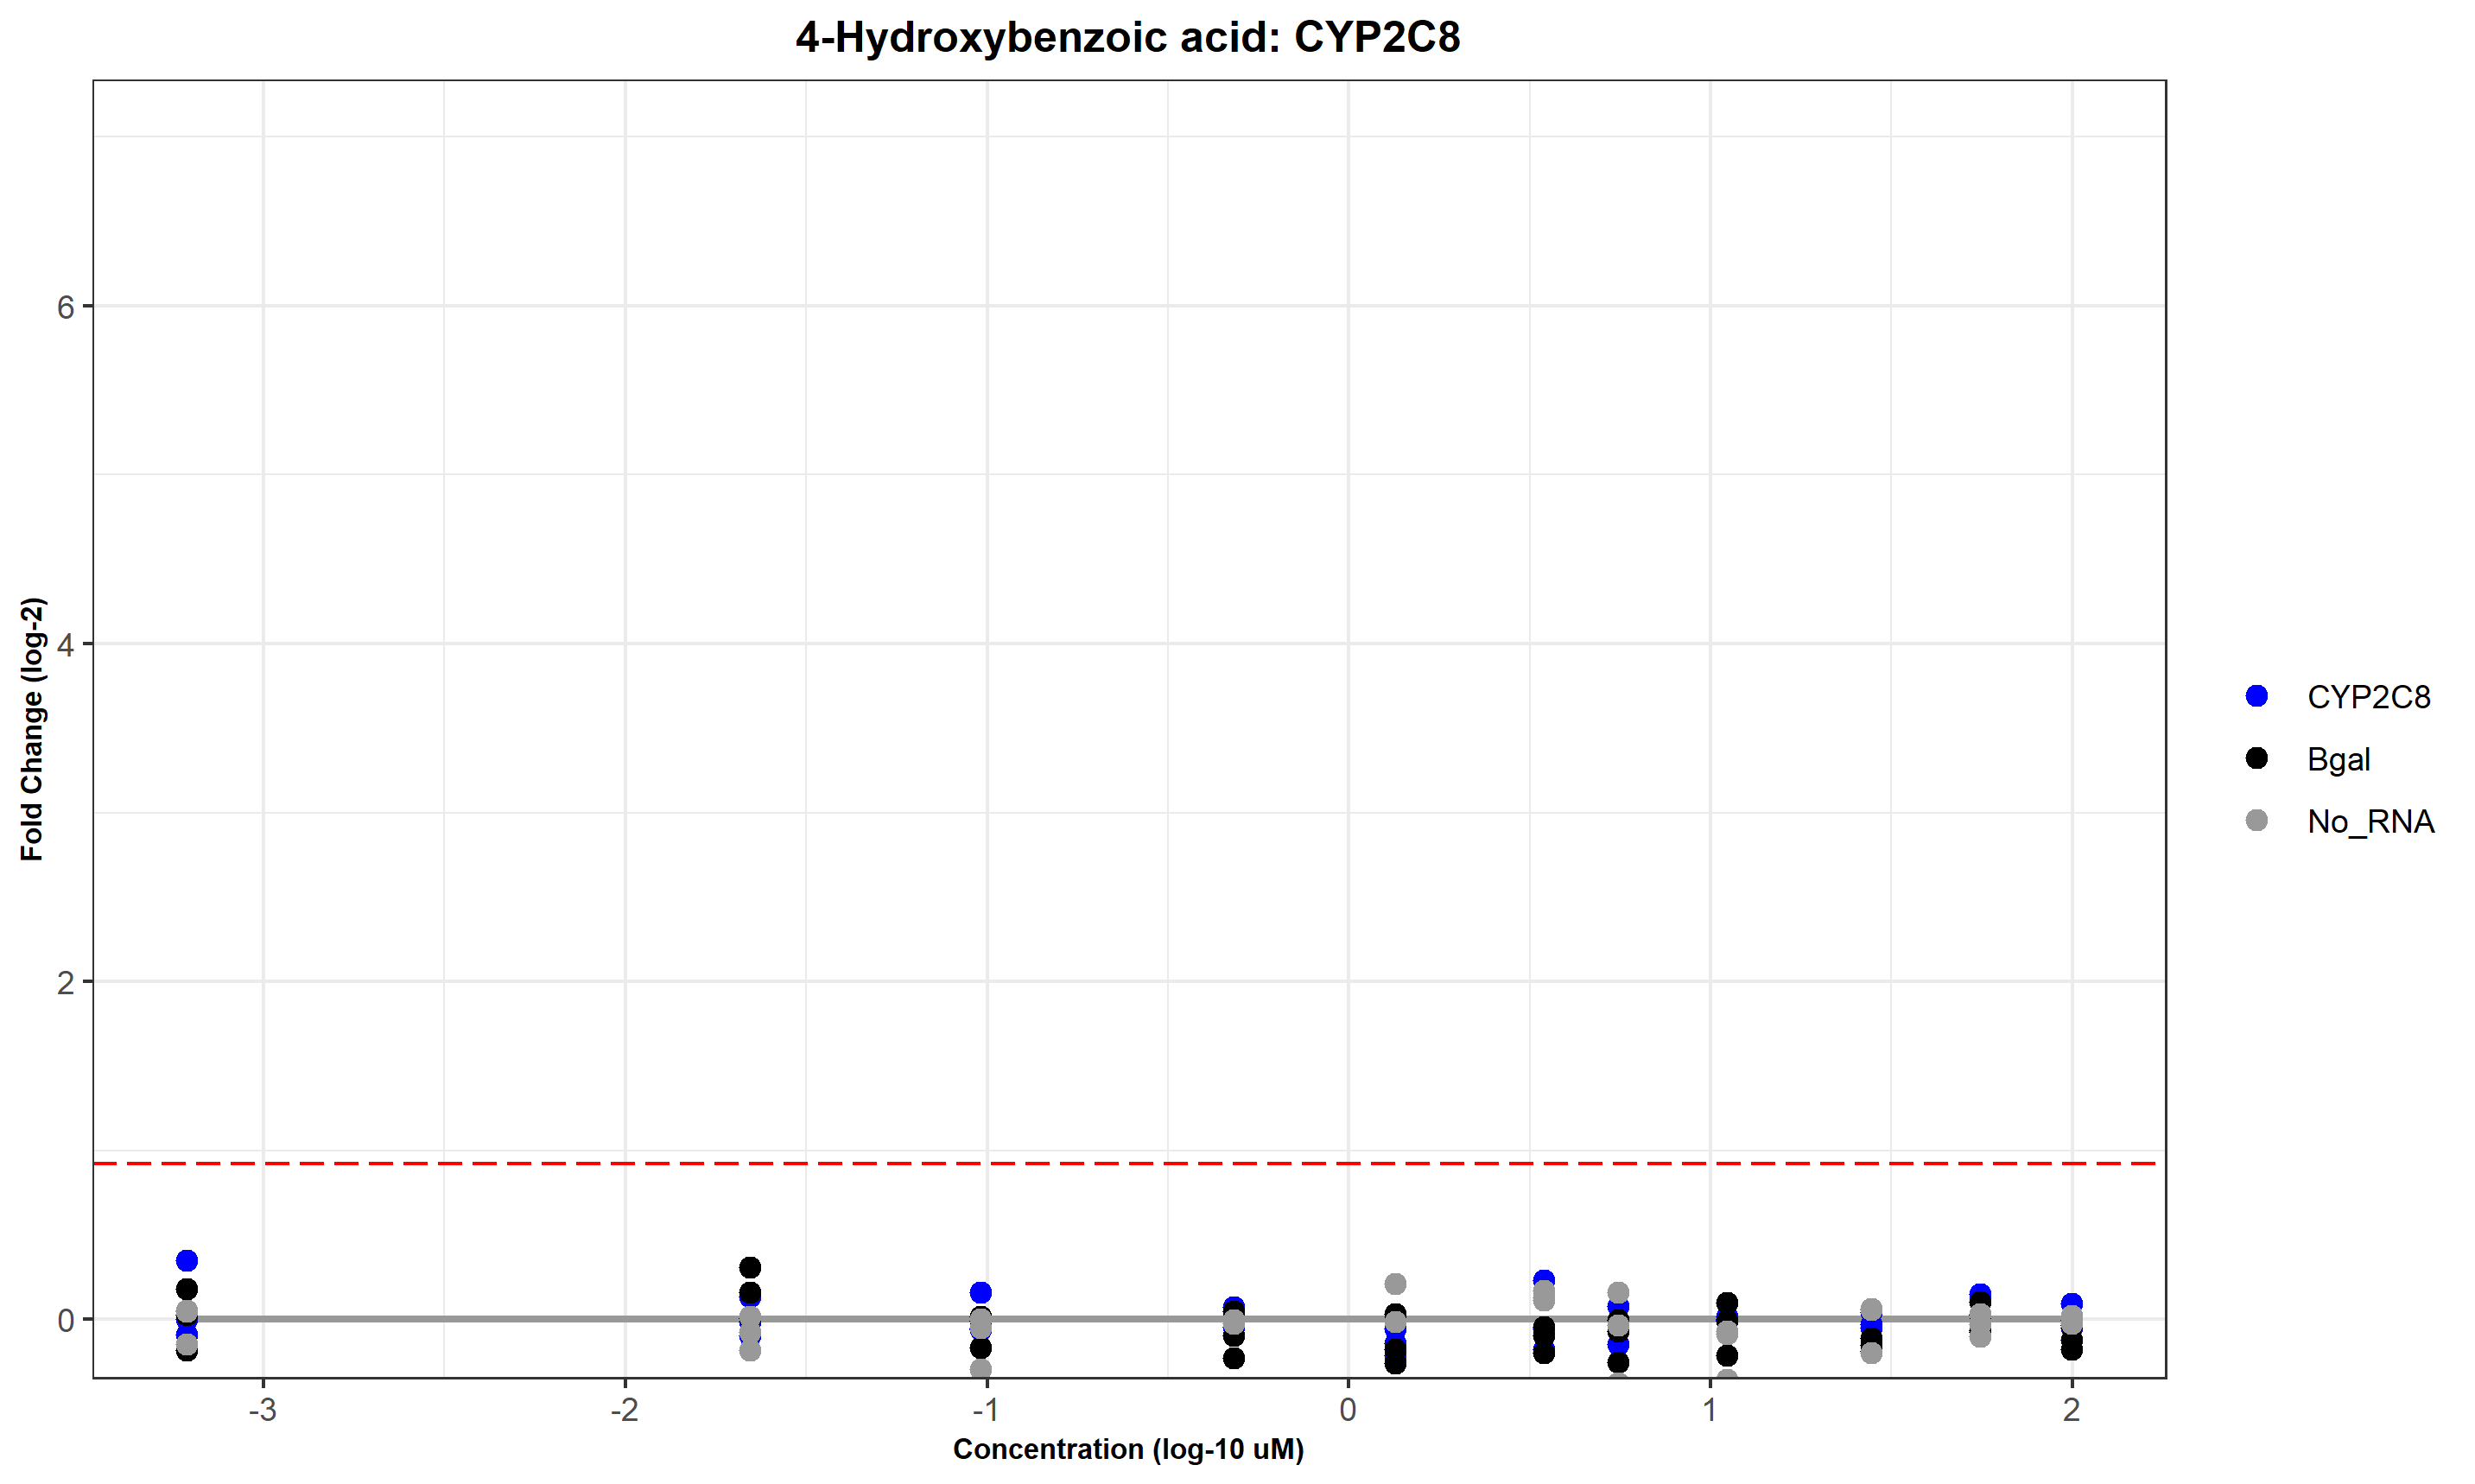 4-Hydroxybenzoic acid: CYP2C8
Fold Change (log-2)
6
4
2
0
-3
-2
-1
0
1
2
Concentration (log-10 uM)
CYP2C8
Bgal
No_RNA